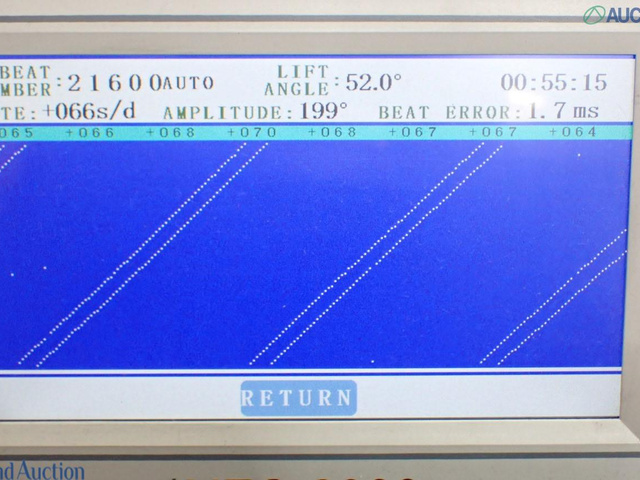 AUC
BEAT LIFT
MBER:21600AUTO ANGLE:52.0° 00:55:15
TE:+066s/d AMPLITUDE:199° BEAT ERROR:1.7ms
065 +066 +068 +070 +068 +067 +067 +064
RETURN
nd Auction